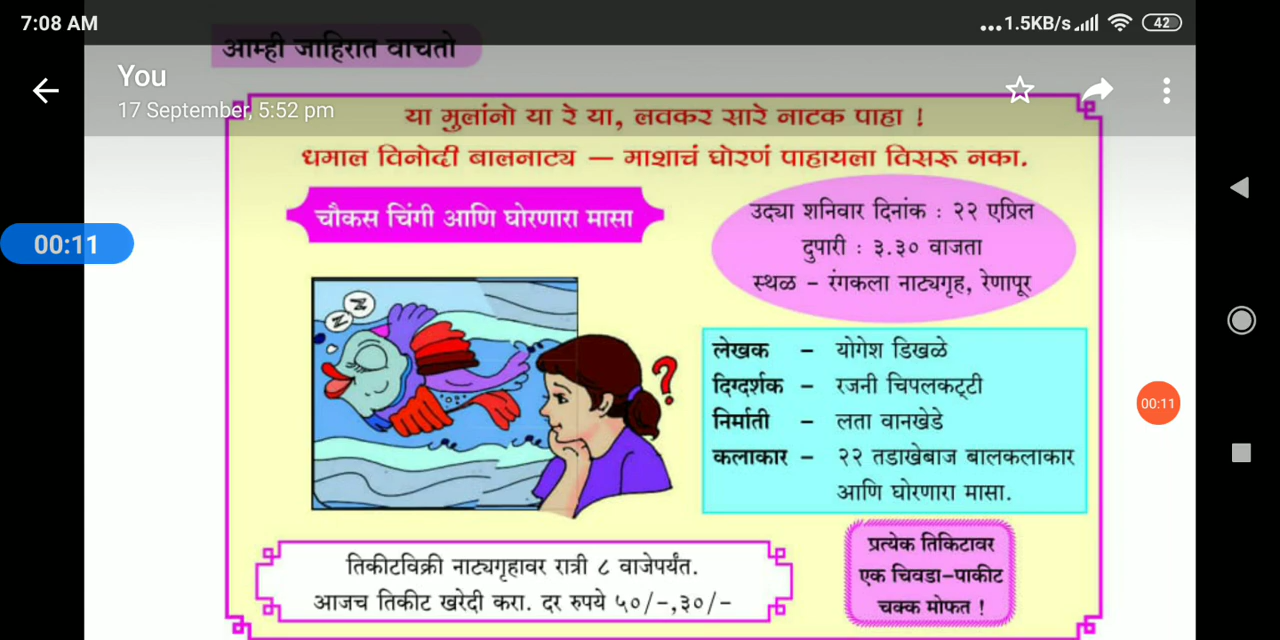 7:08 AM
...1.5KB/s
42
आम्ही जाहिरात वाचतो
You
17 September, 5:52 pm
या मुलांनो या रे या, लवकर सारे नाटक पाहा !
धमाल विनोदी बालनाट्य – माशाचं घोरणं पाहायला विसरू नका.
चौकस चिंगी आणि घोरणारा मासा
उद्या शनिवार दिनांक : २२ एप्रिल
दुपारी : ३.३० वाजता
स्थळ – रंगकला नाट्यगृह, रेणापूर
00:11
Z
Z
?
लेखक – योगेश डिखळे
दिग्दर्शक – रजनी चिपलकट्टी
निर्माती – लता वानखेडे
कलाकार – २२ तडाखेबाज बालकलाकार
आणि घोरणारा मासा.
00:11
तिकीटविक्री नाट्यगृहावर रात्री ८ वाजेपर्यंत.
आजच तिकीट खरेदी करा. दर रुपये ५०/-,३०/-
प्रत्येक तिकिटावर
एक चिवडा-पाकीट
चक्क मोफत !